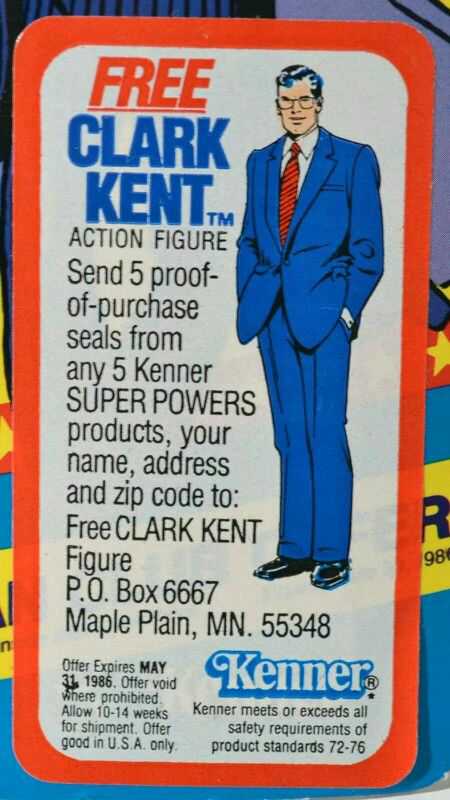 FREE
CLARK
KENT™
ACTION FIGURE
Send 5 proof-
of-purchase
seals from
any 5 Kenner
SUPER POWERS
products, your
name, address
and zip code to:
Free CLARK KENT
Figure
P.O. Box 6667
Maple Plain, MN. 55348
Offer Expires MAY
31, 1986. Offer void
where prohibited.
Allow 10-14 weeks
for shipment. Offer
good in U.S.A. only.
Kenner®
Kenner meets or exceeds all
safety requirements of
product standards 72-76